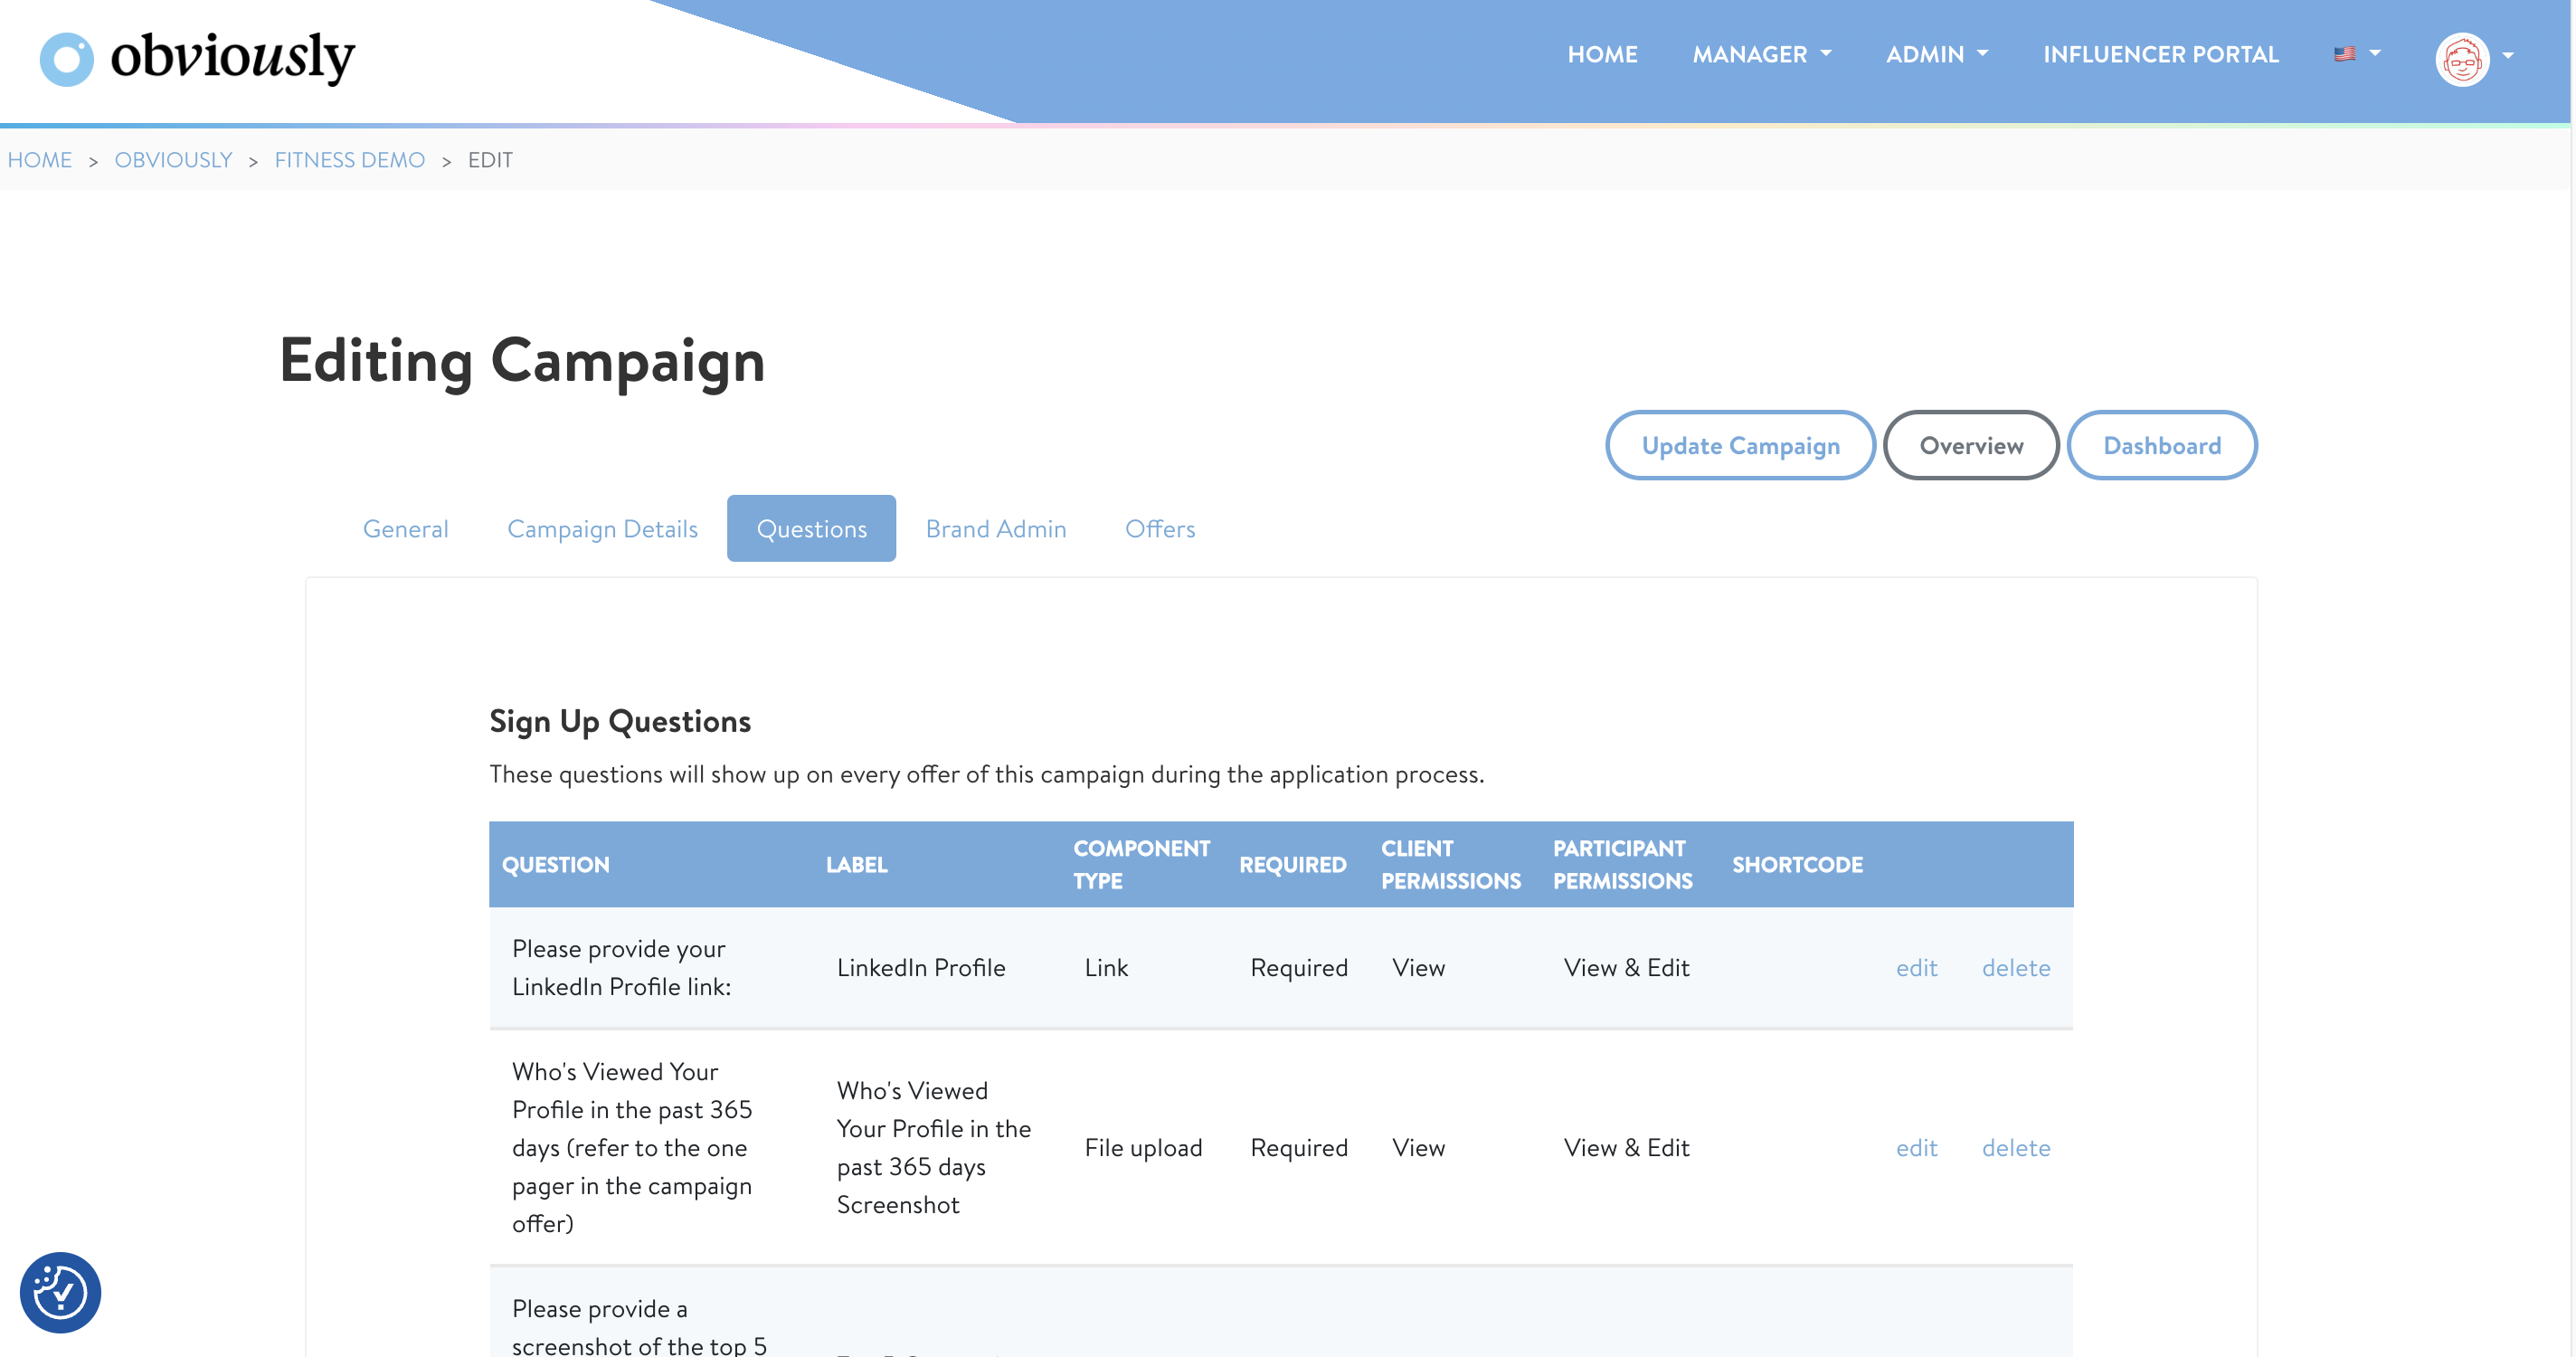 obviously
HOME MANAGER ADMIN INFLUENCER PORTAL
HOME > OBVIOUSLY > FITNESS DEMO > EDIT
Editing Campaign
Update Campaign Overview Dashboard
General Campaign Details Questions Brand Admin Offers
Sign Up Questions
These questions will show up on every offer of this campaign during the application process.
QUESTION LABEL COMPONENT TYPE REQUIRED CLIENT PERMISSIONS PARTICIPANT PERMISSIONS SHORTCODE
Please provide your
LinkedIn Profile link:
LinkedIn Profile
Link
Required
View
View & Edit
edit
delete
Who's Viewed Your
Profile in the past 365
days (refer to the one
pager in the campaign
offer)
Who's Viewed
Your Profile in the
past 365 days
Screenshot
File upload
Required
View
View & Edit
edit
delete
Please provide a
screenshot of the top 5